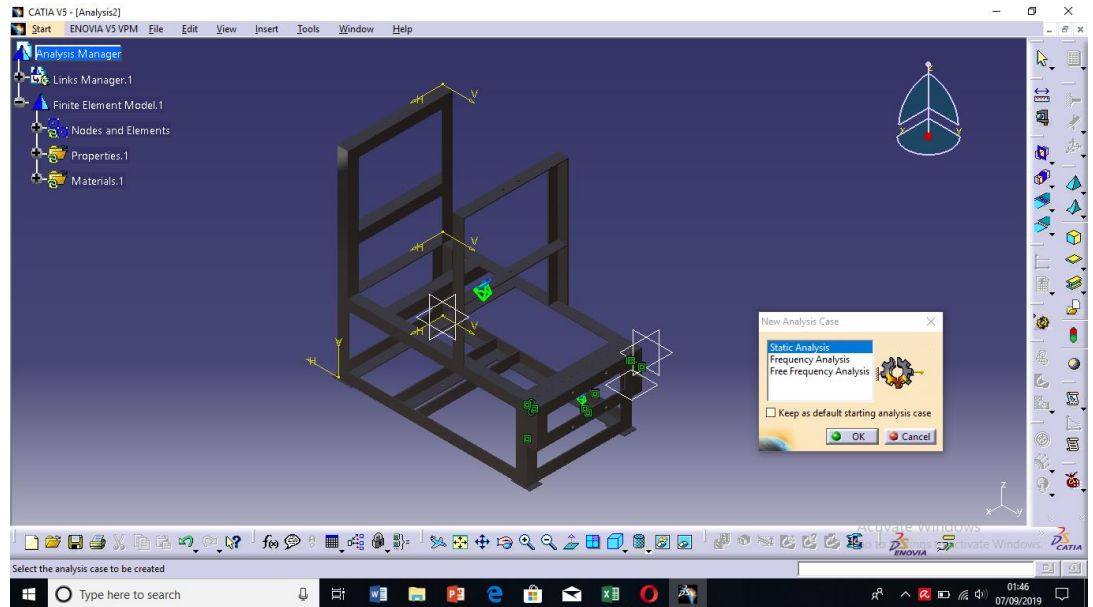 CATIA V5 - [Analysis2]
Start ENOVIA V5 VPM File Edit View Insert Tools Window Help
Analysis Manager
Links Manager.1
Finite Element Model.1
Nodes and Elements
Properties.1
Materials.1
H V
H V
H V
V
H
z
x y
New Analysis Case
Static Analysis
Frequency Analysis
Free Frequency Analysis
Keep as default starting analysis case
OK Cancel
z
x y
Activate Windows
f(x)
ENOVIA
CATIA
Select the analysis case to be created
Type here to search
01:46
07/09/2019